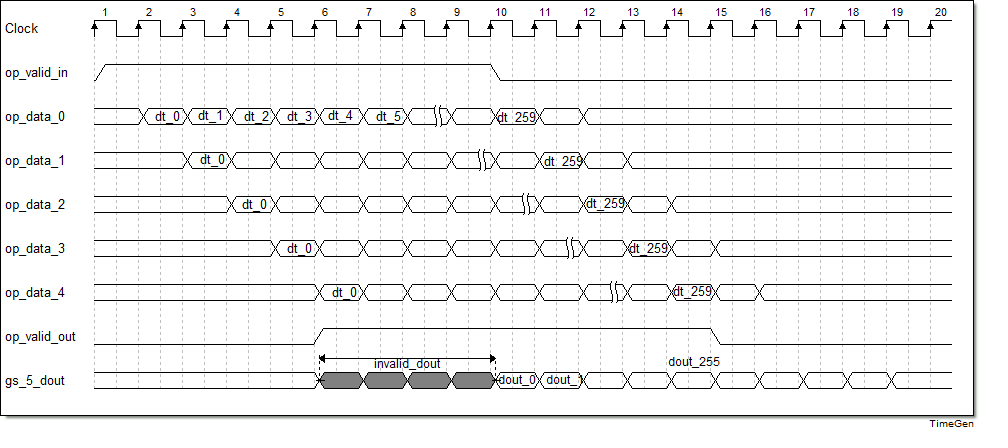 1 2 3 4 5 6 7 8 9 10 11 12 13 14 15 16 17 18 19 20
Clock
op_valid_in
op_data_0 dt_0 dt_1 dt_2 dt_3 dt_4 dt_5 dt_259
op_data_1 dt_0 dt_259
op_data_2 dt_0 dt_259
op_data_3 dt_0 dt_259
op_data_4 dt_0 dt_259
op_valid_out
invalid_dout dout_255
gs_5_dout dout_0 dout_1
TimeGen